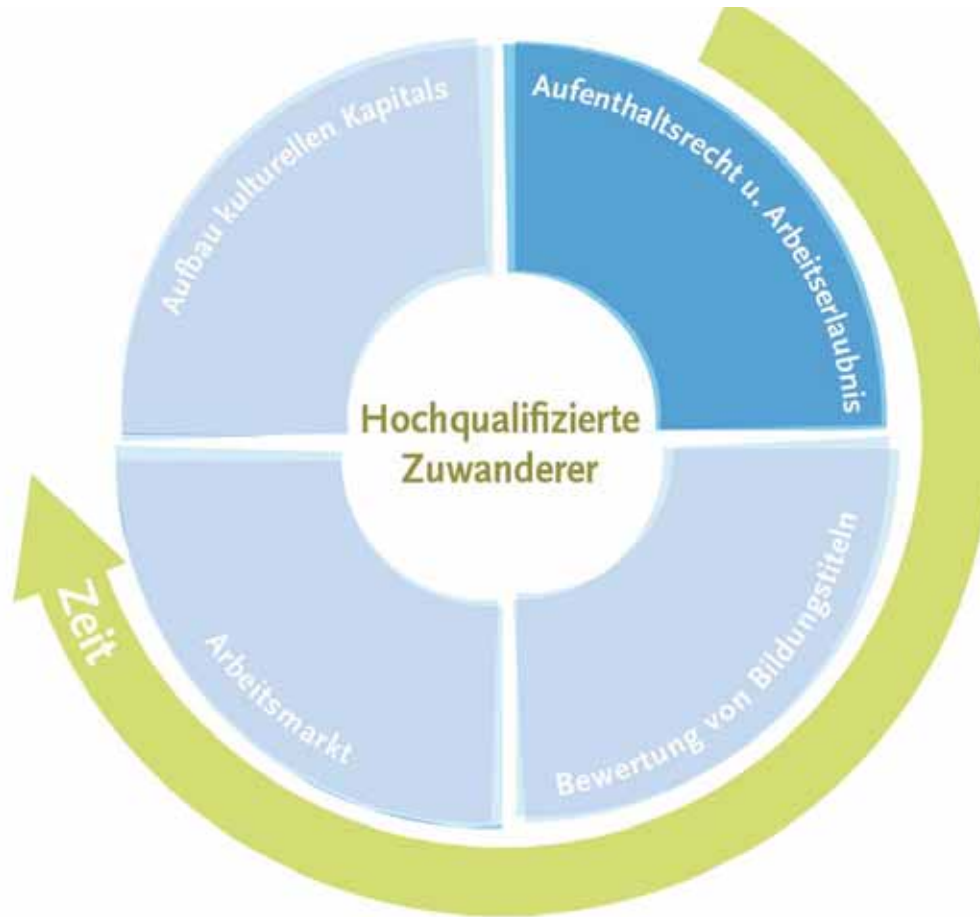 Aufbau kulturellen Kapitals
Aufenthaltsrecht u. Arbeitserlaubnis
Hochqualifizierte
Zuwanderer
Zeit
Arbeitsmarkt
Bewertung von Bildungstiteln